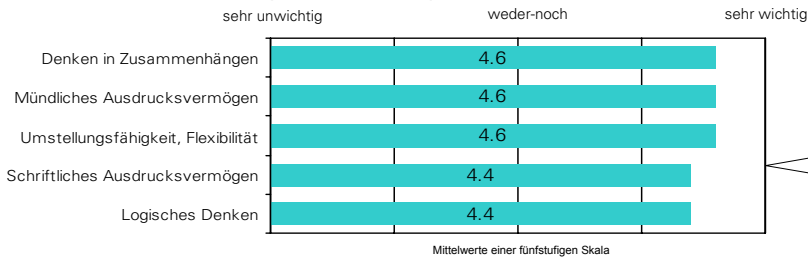 sehr unwichtig weder-noch sehr wichtig
Denken in Zusammenhängen 4.6
Mündliches Ausdrucksvermögen 4.6
Umstellungsfähigkeit, Flexibilität 4.6
Schriftliches Ausdrucksvermögen 4.4
Logisches Denken 4.4
Mittelwerte einer fünfstufigen Skala